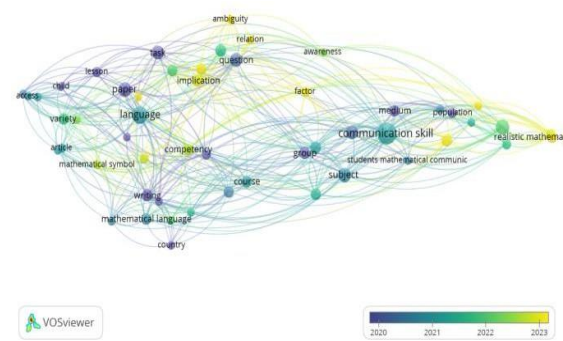 ambiguity
relation
task
awareness
question
lesson
implication
child
paper
factor
access
language
medium
population
variety
communication skill
realistic mathema
article
competency
group
mathematical symbol
students mathematical communic
subject
course
writing
mathematical language
country
VOSviewer
2020 2021 2022 2023